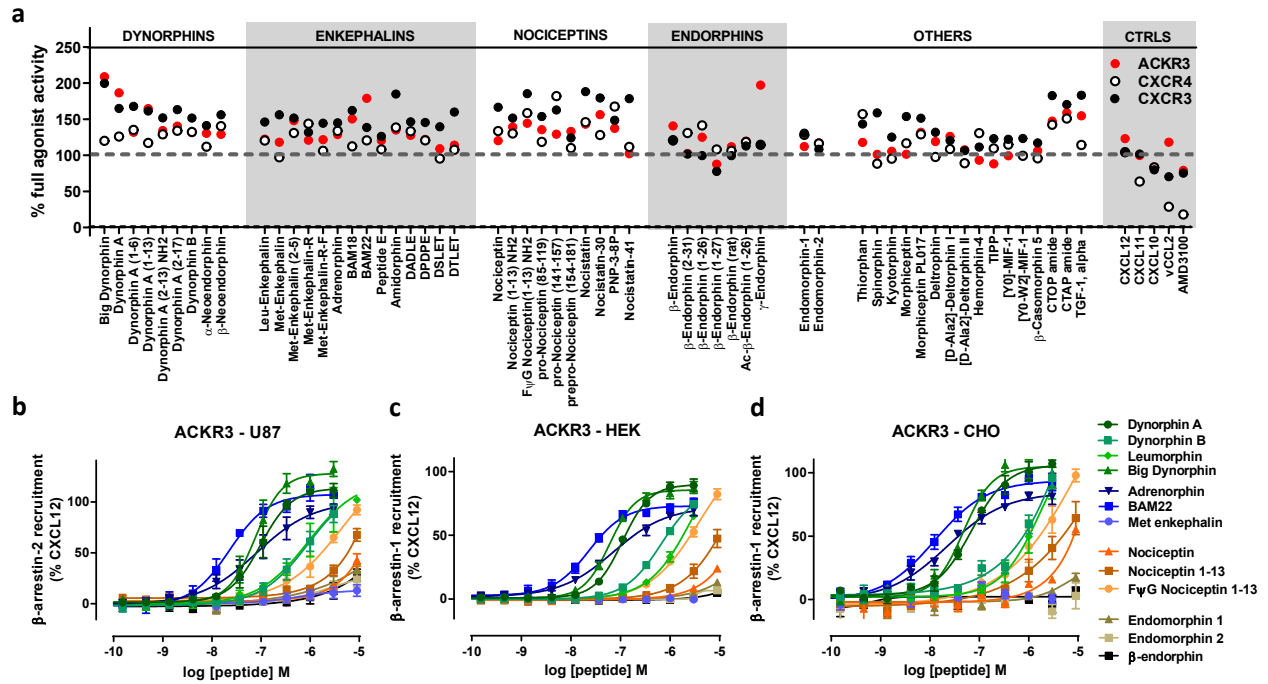 a
DYNORPHINS
ENKEPHALINS
NOCICEPTINS
ENDORPHINS
OTHERS
CTRLS
% full agonist activity
250
200
150
100
50
0
ACKR3
CXCR4
CXCR3
Big Dynorphin
Dynorphin A
Dynorphin A (1-6)
Dynorphin A (1-13)
Dynorphin A (2-13) NH2
Dynorphin A (2-17)
Dynorphin B
α-Neoendorphin
β-Neoendorphin
Leu-Enkephalin
Met-Enkephalin
Met-Enkephalin (2-5)
Met-Enkephalin-R
Met-Enkephalin-R-F
Adrenorphin
BAM18
BAM22
Peptide E
Amidorphin
DADLE
DPDPE
DSLET
DTLET
Nociceptin
Nociceptin (1-13) NH2
FψG Nociceptin(1-13) NH2
pro-Nociceptin (85-119)
pro-Nociceptin (141-157)
prepro-Nociceptin (154-181)
Nocistatin
Nocistatin-30
PNP-3-8P
Nocistatin-41
β-Endorphin
β-Endorphin (2-31)
β-Endorphin (1-26)
β-Endorphin (1-27)
β-Endorphin (rat)
Ac-β-Endorphin (1-26)
γ-Endorphin
Endomorphin-1
Endomorphin-2
Thiorphan
Spinorphin
Kyotorphin
Morphiceptin
Morphiceptin PL017
Deltrophin
[D-Ala2]-Deltorphin I
[D-Ala2]-Deltorphin II
Hemorphin-4
TIPP
[Y0]-MIF-1
[Y0-W2]-MIF-1
β-Casomorphin 5
CTOP amide
CTAP amide
TGF-1, alpha
CXCL12
CXCL11
CXCL10
vCCL2
AMD3100
b
ACKR3 - U87
β-arrestin-2 recruitment
(% CXCL12)
100
50
0
-10
-9
-8
-7
-6
-5
log [peptide] M
c
ACKR3 - HEK
β-arrestin-1 recruitment
(% CXCL12)
100
50
0
-10
-9
-8
-7
-6
-5
log [peptide] M
d
ACKR3 - CHO
β-arrestin-1 recruitment
(% CXCL12)
100
50
0
-10
-9
-8
-7
-6
-5
log [peptide] M
Dynorphin A
Dynorphin B
Leumorphin
Big Dynorphin
Adrenorphin
BAM22
Met enkephalin
Nociceptin
Nociceptin 1-13
FψG Nociceptin 1-13
Endomorphin 1
Endomorphin 2
β-endorphin